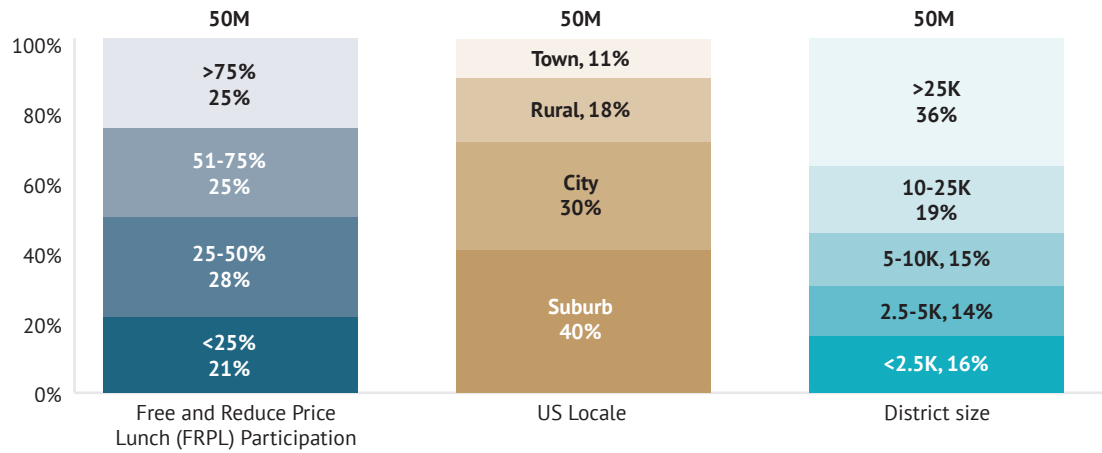 50M
50M
50M
100%
80%
60%
40%
20%
0%
>75%
25%
51-75%
25%
25-50%
28%
<25%
21%
Town, 11%
Rural, 18%
City
30%
Suburb
40%
>25K
36%
10-25K
19%
5-10K, 15%
2.5-5K, 14%
<2.5K, 16%
Free and Reduce Price
Lunch (FRPL) Participation
US Locale
District size